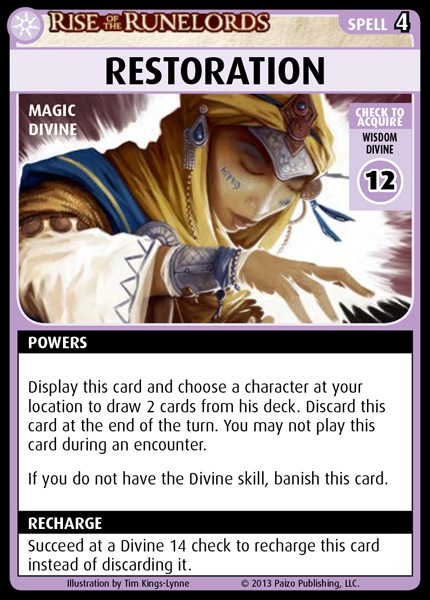 RISE OF THE RUNELORDS
SPELL 4
RESTORATION
MAGIC
DIVINE
CHECK TO
ACQUIRE
WISDOM
DIVINE
12
POWERS
Display this card and choose a character at your
location to draw 2 cards from his deck. Discard this
card at the end of the turn. You may not play this
card during an encounter.
If you do not have the Divine skill, banish this card.
RECHARGE
Succeed at a Divine 14 check to recharge this card
instead of discarding it.
Illustration by Tim Kings-Lynne © 2013 Paizo Publishing, LLC.